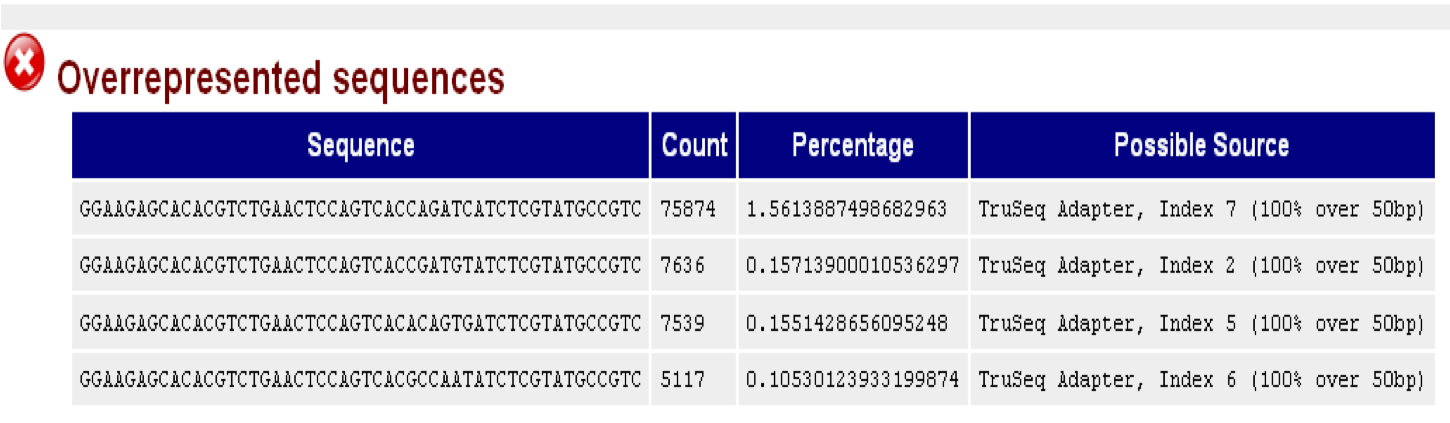 Overrepresented sequences
Sequence Count Percentage Possible Source
GGAAGAGCACACGTCTGAACTCCAGTCACCAGATCATCTCGTATGCCGTC 75874 1.5613887498682963 TruSeq Adapter, Index 7 (100% over 50bp)
GGAAGAGCACACGTCTGAACTCCAGTCACCGATGTATCTCGTATGCCGTC 7636 0.15713900010536297 TruSeq Adapter, Index 2 (100% over 50bp)
GGAAGAGCACACGTCTGAACTCCAGTCACACAGTGATCTCGTATGCCGTC 7539 0.1551428656095248 TruSeq Adapter, Index 5 (100% over 50bp)
GGAAGAGCACACGTCTGAACTCCAGTCACGCCAATATCTCGTATGCCGTC 5117 0.10530123933199874 TruSeq Adapter, Index 6 (100% over 50bp)